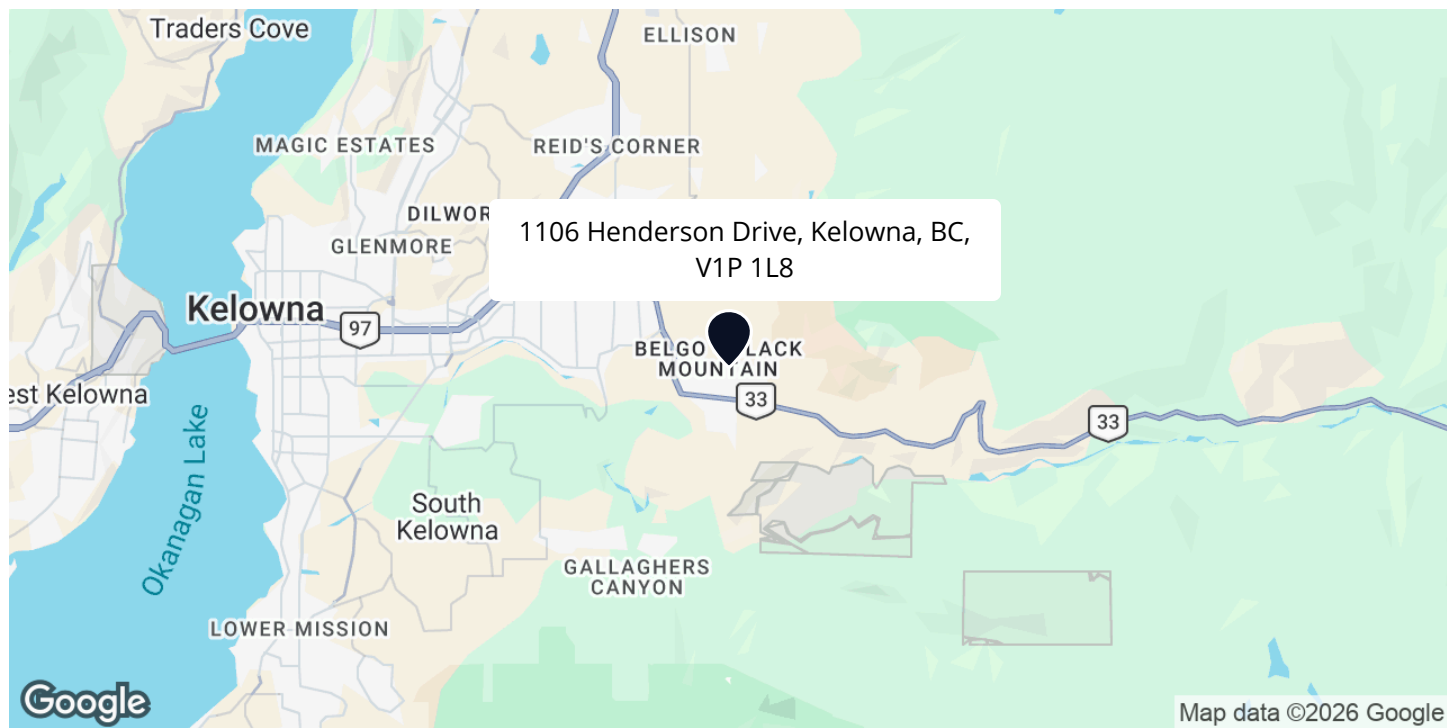 Traders Cove
ELLISON
MAGIC ESTATES
REID'S CORNER
DILWOR
GLENMORE
1106 Henderson Drive, Kelowna, BC,
V1P 1L8
Kelowna
97
BELGO LACK
MOUNTAIN
33
est Kelowna
33
Okanagan Lake
South
Kelowna
GALLAGHERS
CANYON
LOWER MISSION
Google
Map data ©2026 Google